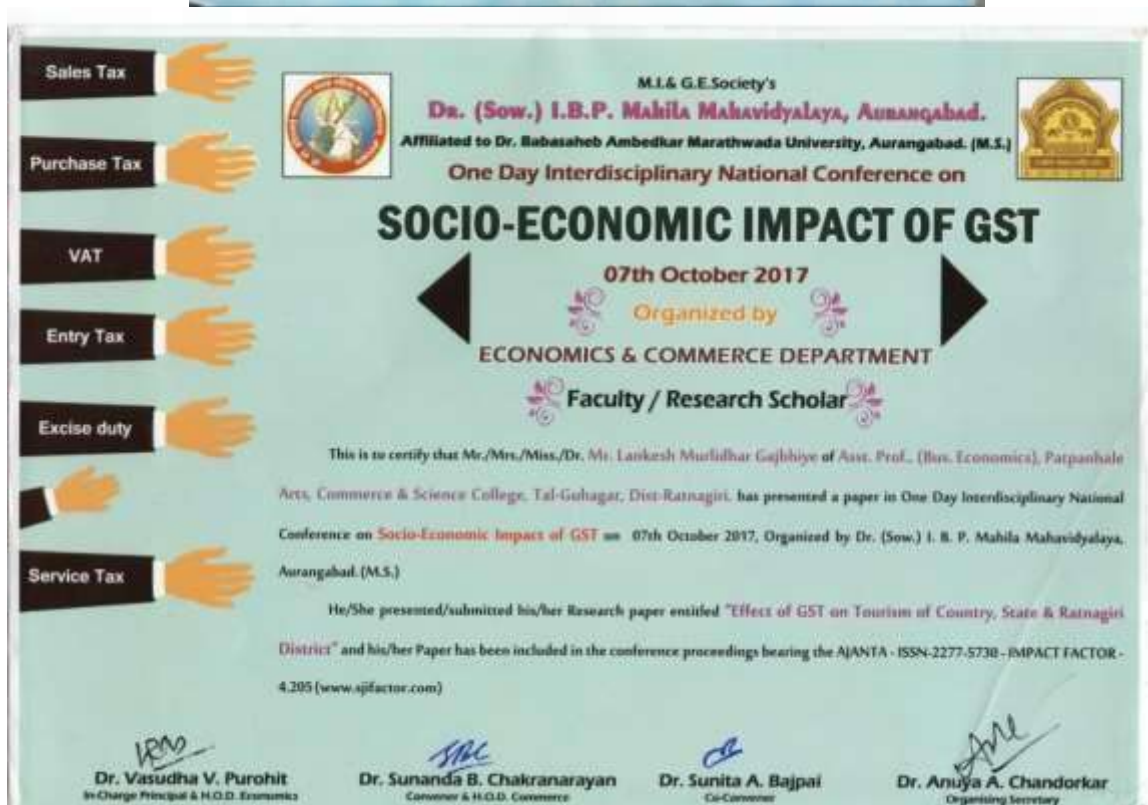 Sales Tax
Purchase Tax
VAT
Entry Tax
Excise duty
Service Tax
M.I.& G.E.Society's
DR. (Sow.) I.B.P. Mahila Mahavidyalaya, Aurangabad.
Affiliated to Dr. Babasaheb Ambedkar Marathwada University, Aurangabad. (M.S.)
One Day Interdisciplinary National Conference on
SOCIO-ECONOMIC IMPACT OF GST
07th October 2017
Organized by
ECONOMICS & COMMERCE DEPARTMENT
Faculty / Research Scholar
This is to certify that Mr./Mrs./Miss./Dr. Mr. Lankesh Murlidhar Gajbhiye of Asst. Prof., (Bus. Economics), Patpanhale
Arts, Commerce & Science College, Tal-Guhagar, Dist-Ratnagiri. has presented a paper in One Day Interdisciplinary National
Conference on Socio-Economic Impact of GST on 07th October 2017, Organized by Dr. (Sow.) I. B. P. Mahila Mahavidyalaya,
Aurangabad. (M.S.)
He/She presented/submitted his/her Research paper entitled "Effect of GST on Tourism of Country, State & Ratnagiri
District" and his/her Paper has been included in the conference proceedings bearing the AJANTA - ISSN-2277-5730 - IMPACT FACTOR -
4.205 (www.sjifactor.com)
Dr. Vasudha V. Purohit
In-Charge Principal & H.O.D. Economics
Dr. Sunanda B. Chakranarayan
Convener & H.O.D. Commerce
Dr. Sunita A. Bajpai
Co-Convener
Dr. Anuya A. Chandorkar
Organising Secretary